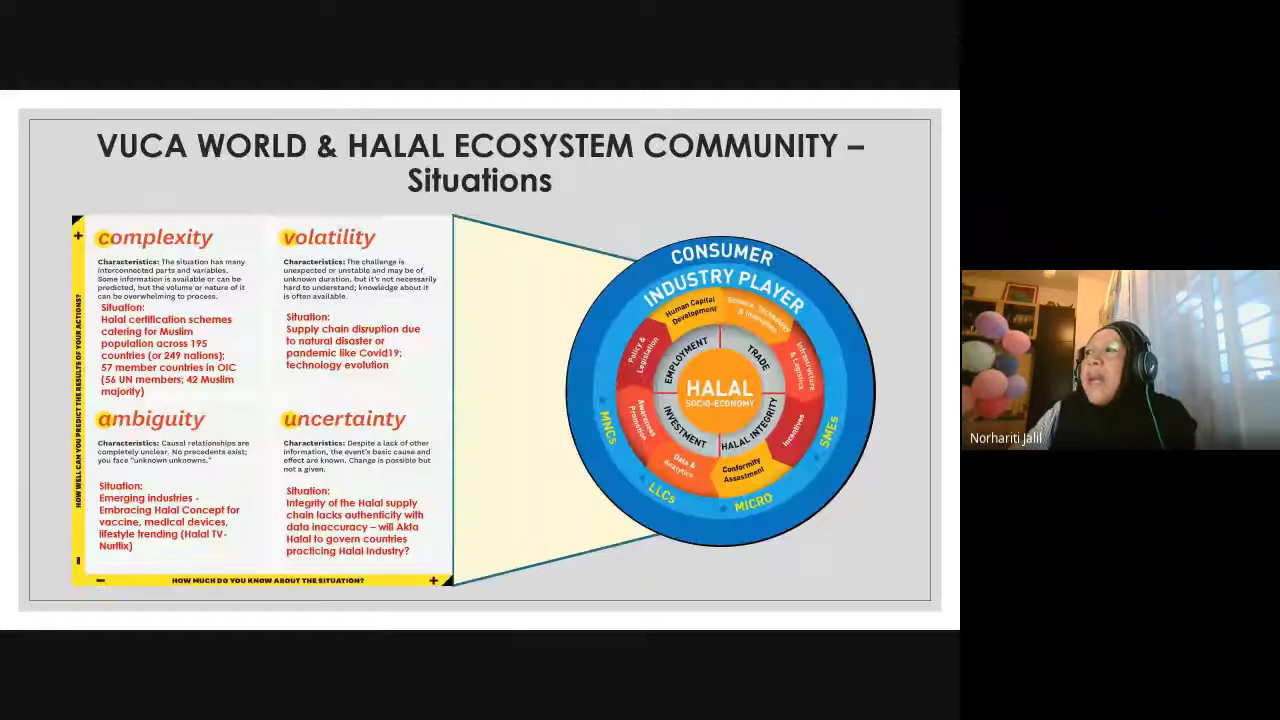 VUCA WORLD & HALAL ECOSYSTEM COMMUNITY –
Situations
HOW WELL CAN YOU PREDICT THE RESULTS OF YOUR ACTIONS?
+
–
complexity
Characteristics: The situation has many
interconnected parts and variables.
Some information is available or can be
predicted, but the volume or nature of it
can be overwhelming to process.
Situation:
Halal certification schemes
catering for Muslim
population across 195
countries (or 249 nations);
57 member countries in OIC
(56 UN members; 42 Muslim
majority)
volatility
Characteristics: The challenge is
unexpected or unstable and may be of
unknown duration, but it's not necessarily
hard to understand; knowledge about it
is often available.
Situation:
Supply chain disruption due
to natural disaster or
pandemic like Covid19;
technology evolution
ambiguity
Characteristics: Causal relationships are
completely unclear. No precedents exist;
you face "unknown unknowns."
Situation:
Emerging industries -
Embracing Halal Concept for
vaccine, medical devices,
lifestyle trending (Halal TV-
Nurflix)
uncertainty
Characteristics: Despite a lack of other
information, the event's basic cause and
effect are known. Change is possible but
not a given.
Situation:
Integrity of the Halal supply
chain lacks authenticity with
data inaccuracy – will Akta
Halal to govern countries
practicing Halal Industry?
–
HOW MUCH DO YOU KNOW ABOUT THE SITUATION?
+
CONSUMER
INDUSTRY PLAYER
Human Capital
Development
Science, Technology
& Innovation
Infrastructure
& Logistics
Incentives
Conformity
Assestment
Data &
Analytics
Awareness
Promotion
Policy &
Legislation
EMPLOYMENT
TRADE
HALAL INTEGRITY
INVESTMENT
HALAL
SOCIO-ECONOMY
MNCs
LLCs
MICRO
SMEs
Norhariti Jalil